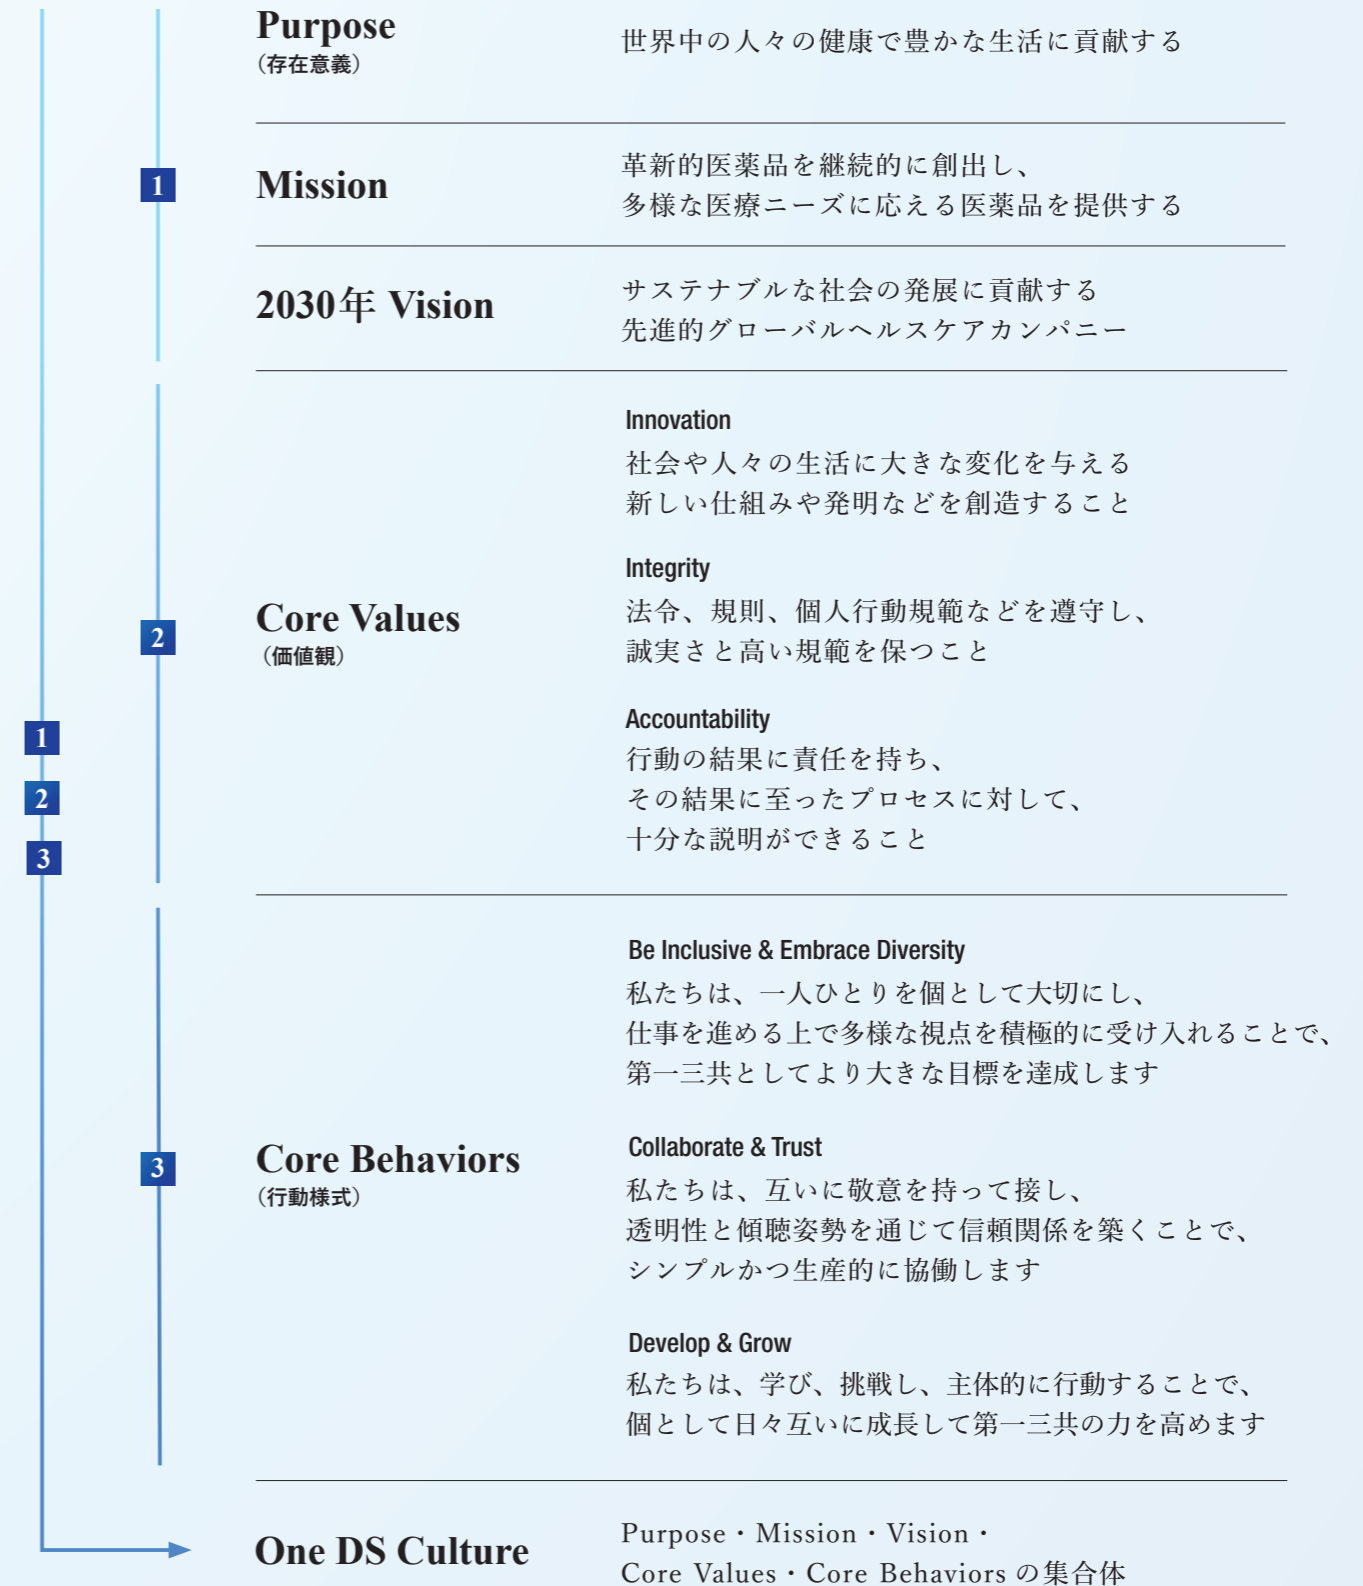 Purpose
（存在意義）
世界中の人々の健康で豊かな生活に貢献する
1
Mission
革新的医薬品を継続的に創出し、
多様な医療ニーズに応える医薬品を提供する
2030年 Vision
サステナブルな社会の発展に貢献する
先進的グローバルヘルスケアカンパニー
2
Core Values
（価値観）
Innovation
社会や人々の生活に大きな変化を与える
新しい仕組みや発明などを創造すること
Integrity
法令、規則、個人行動規範などを遵守し、
誠実さと高い規範を保つこと
Accountability
行動の結果に責任を持ち、
その結果に至ったプロセスに対して、
十分な説明ができること
1
2
3
3
Core Behaviors
（行動様式）
Be Inclusive & Embrace Diversity
私たちは、一人ひとりを個として大切にし、
仕事を進める上で多様な視点を積極的に受け入れることで、
第一三共としてより大きな目標を達成します
Collaborate & Trust
私たちは、互いに敬意を持って接し、
透明性と傾聴姿勢を通じて信頼関係を築くことで、
シンプルかつ生産的に協働します
Develop & Grow
私たちは、学び、挑戦し、主体的に行動することで、
個として日々互いに成長して第一三共の力を高めます
One DS Culture
Purpose・Mission・Vision・
Core Values・Core Behaviors の集合体